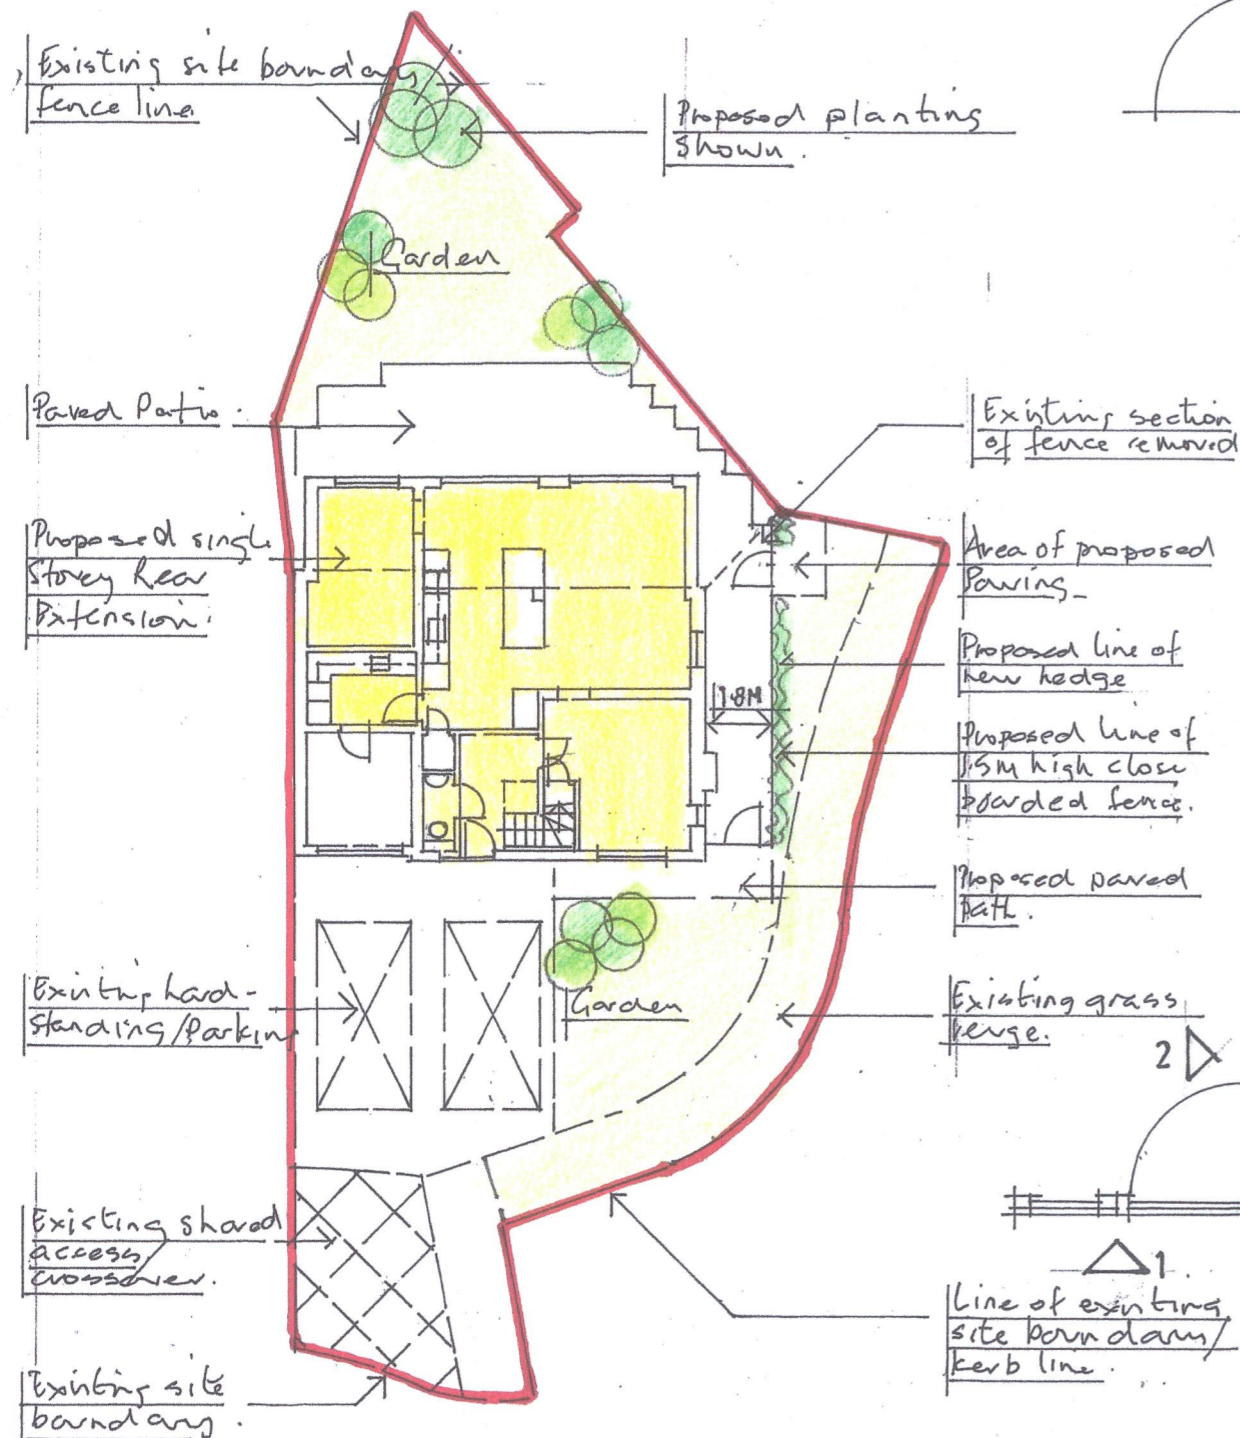 Existing site boundary
fence line
Proposed planting
shown.
Garden
Paved Patio.
Existing section
of fence removed
Proposed single
Storey Rear
Extension.
Area of proposed
Paving
Proposed line of
new hedge
1.8M
Proposed line of
1.5m high close
boarded fence.
Proposed paved
path.
Existing hard-
standing/Parkin
Garden
Existing grass
verge.
2
Existing shared
access
crossover.
1
Line of existing
site boundary/
kerb line.
Existing site
boundary.